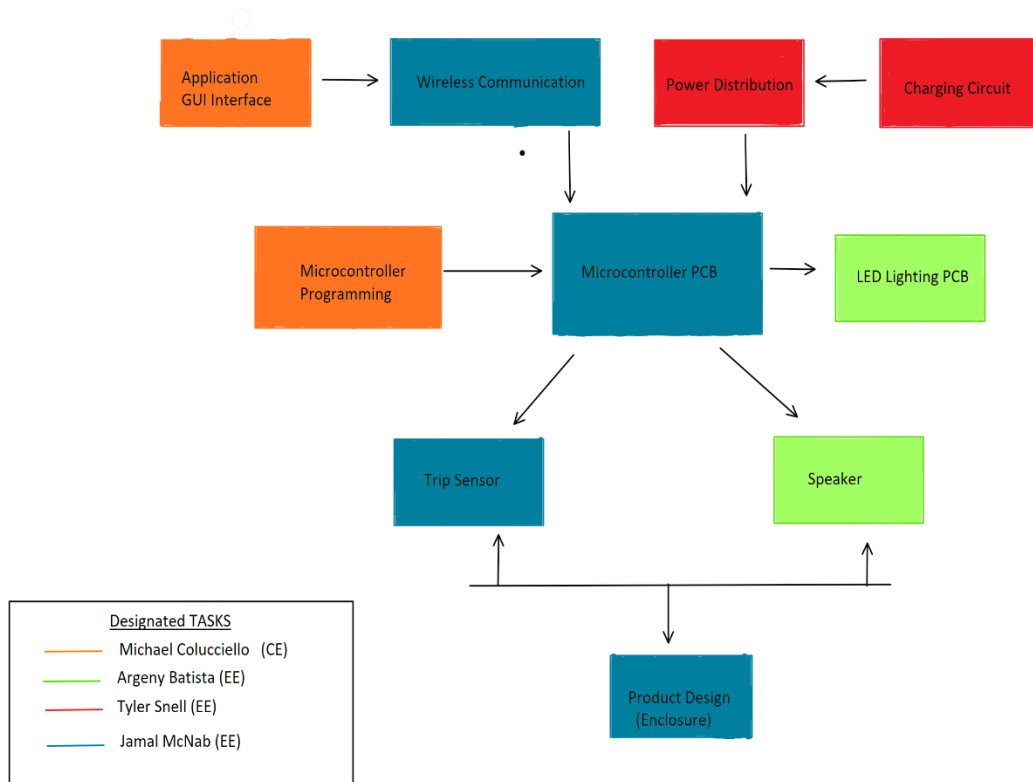 Application
GUI Interface
Wireless Communication
Power Distribution
Charging Circuit
Microcontroller
Programming
Microcontroller PCB
LED Lighting PCB
Trip Sensor
Speaker
Product Design
(Enclosure)
Designated TASKS
Michael Colucciello (CE)
Argeny Batista (EE)
Tyler Snell (EE)
Jamal McNab (EE)